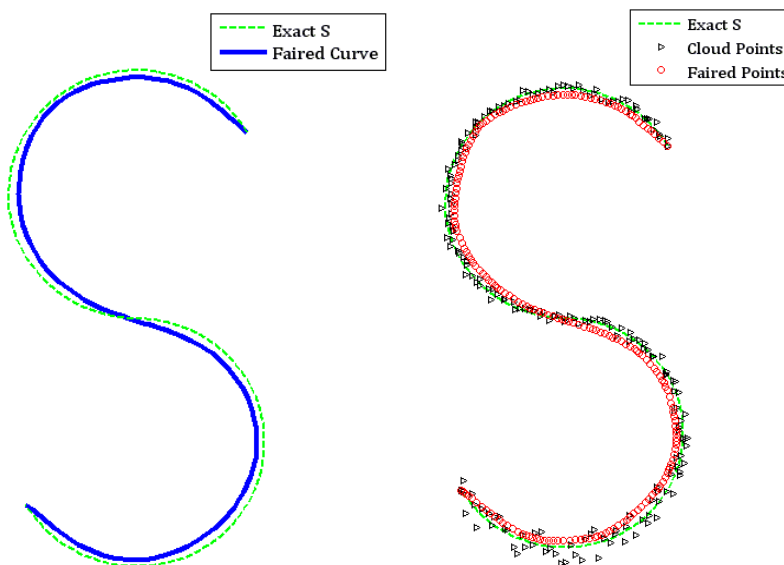 Exact S
Faired Curve
Exact S
Cloud Points
Faired Points